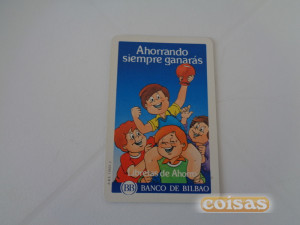 Ahorrando
siempre ganarás
Libretas de Ahorro
BB BANCO DE BILBAO
coisas